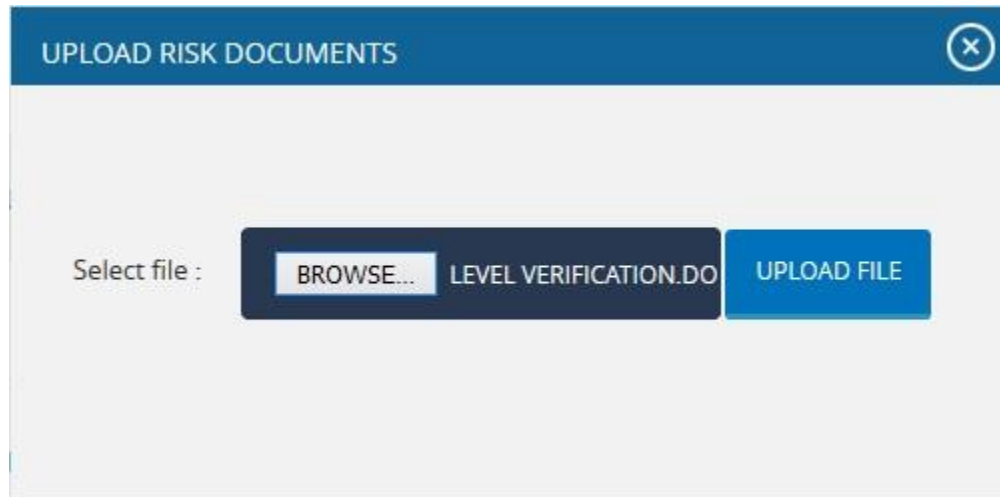 UPLOAD RISK DOCUMENTS
Select file : BROWSE... LEVEL VERIFICATION.DO UPLOAD FILE